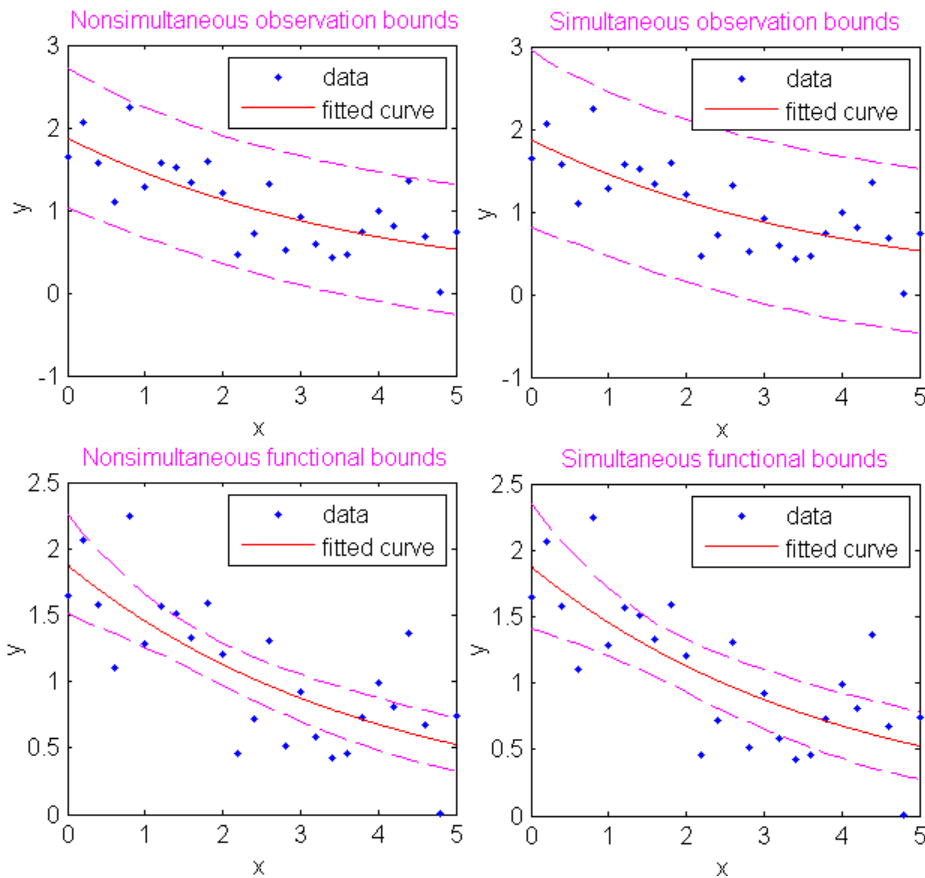 Nonsimultaneous observation bounds
3
2
1
0
-1
y
data
fitted curve
0 1 2 3 4 5
x
Simultaneous observation bounds
3
2
1
0
-1
y
data
fitted curve
0 1 2 3 4 5
x
Nonsimultaneous functional bounds
2.5
2
1.5
1
0.5
0
y
data
fitted curve
0 1 2 3 4 5
x
Simultaneous functional bounds
2.5
2
1.5
1
0.5
0
y
data
fitted curve
0 1 2 3 4 5
x